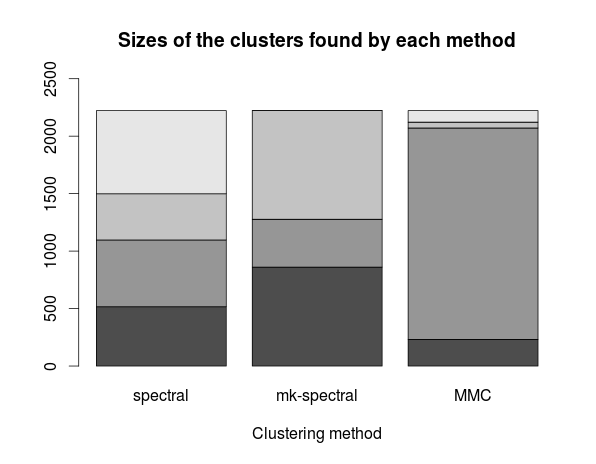 Sizes of the clusters found by each method
2500
2000
1500
1000
500
0
spectral mk-spectral MMC
Clustering method